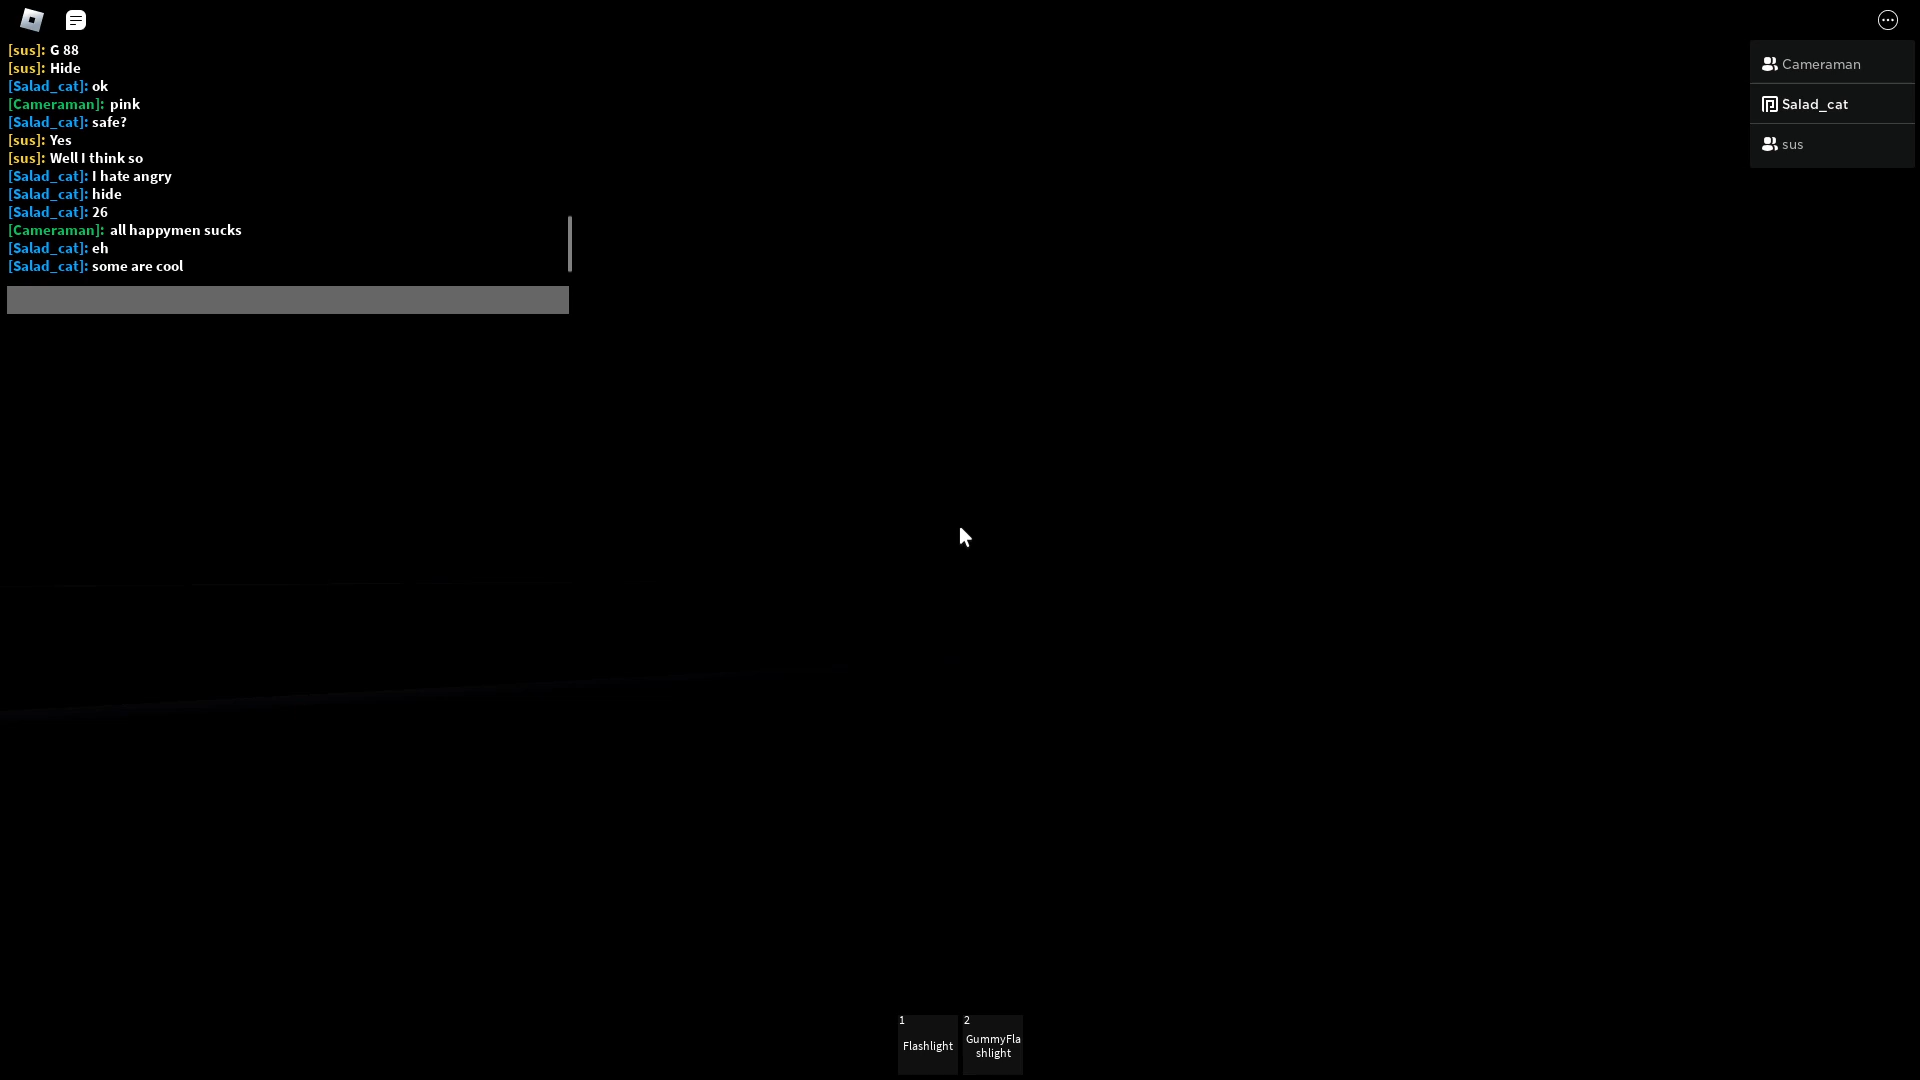 [sus]: G 88
[sus]: Hide
[Salad_cat]: ok
[Cameraman]: pink
[Salad_cat]: safe?
[sus]: Yes
[sus]: Well I think so
[Salad_cat]: I hate angry
[Salad_cat]: hide
[Salad_cat]: 26
[Cameraman]: all happymen sucks
[Salad_cat]: eh
[Salad_cat]: some are cool
Cameraman
Salad_cat
sus
1
Flashlight
2
GummyFla
shlight